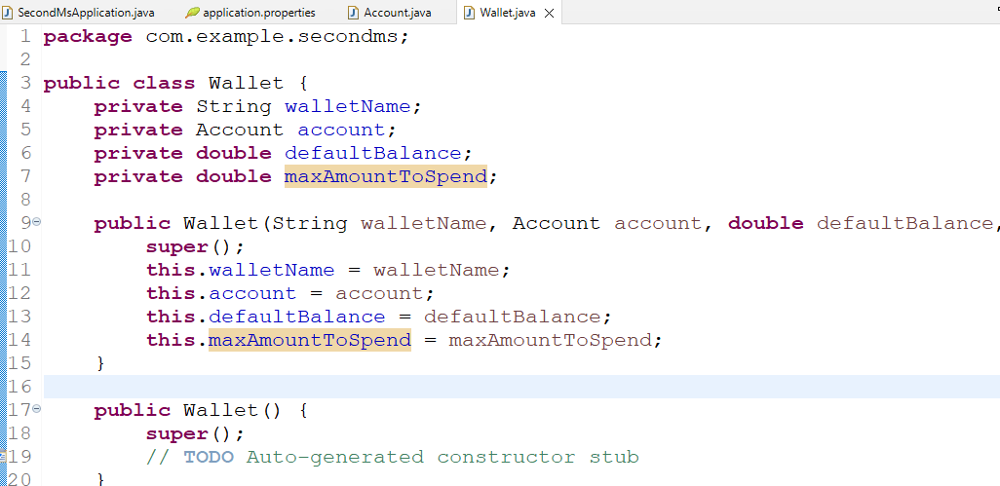 SecondMsApplication.java application.properties Account.java Wallet.java
1 package com.example.secondms;
2
3 public class Wallet {
4 private String walletName;
5 private Account account;
6 private double defaultBalance;
7 private double maxAmountToSpend;
8
9 public Wallet(String walletName, Account account, double defaultBalance,
10 super();
11 this.walletName = walletName;
12 this.account = account;
13 this.defaultBalance = defaultBalance;
14 this.maxAmountToSpend = maxAmountToSpend;
15 }
16
17 public Wallet() {
18 super();
19 // TODO Auto-generated constructor stub
20 }